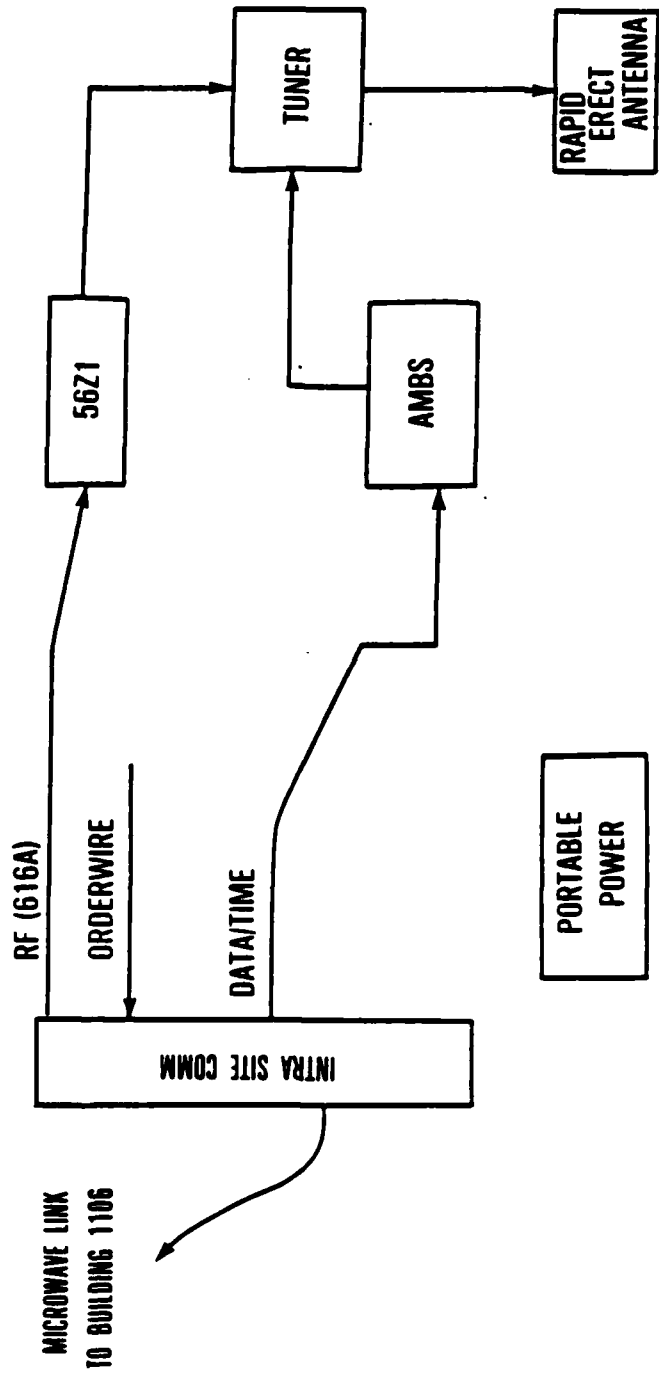 MICROWAVE LINK
TO BUILDING 1106
INTRA SITE COMM
RF (616A)
ORDERWIRE
DATA/TIME
56Z1
AMBS
TUNER
RAPID
ERECT
ANTENNA
PORTABLE
POWER